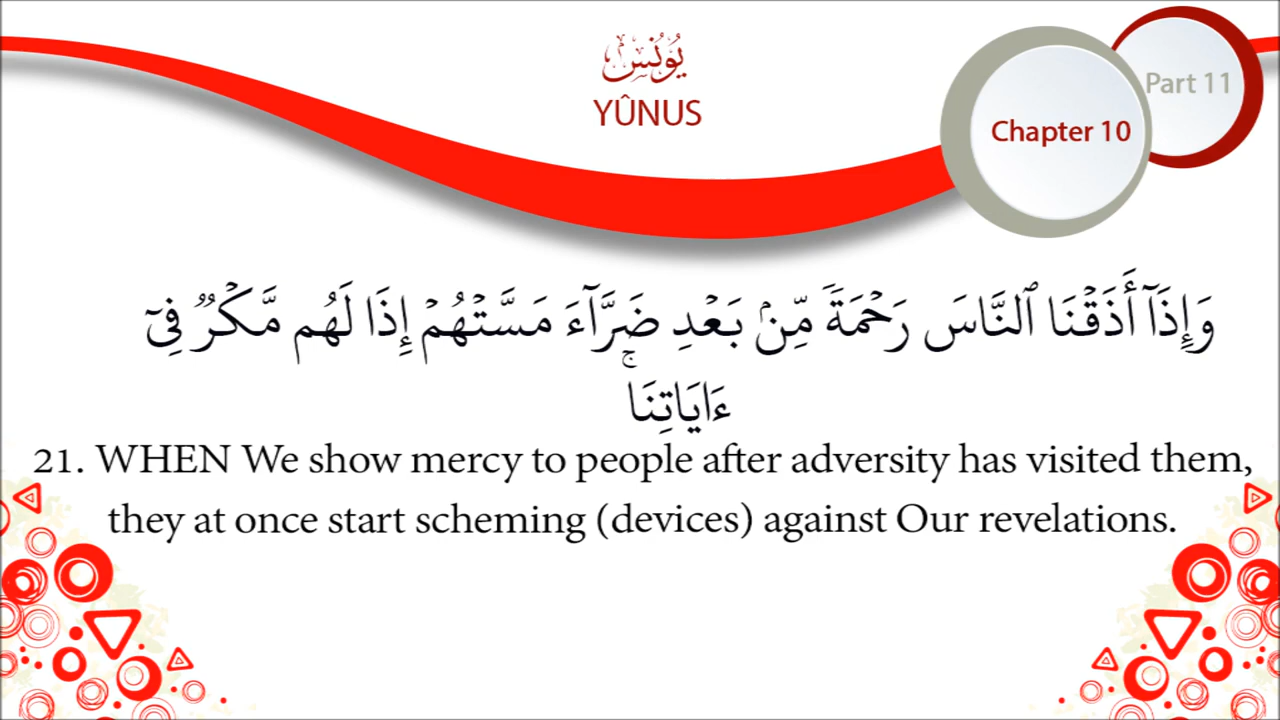 يُونُس
YÛNUS
Part 11
Chapter 10
وَإِذَآ أَذَقْنَا ٱلنَّاسَ رَحْمَةً مِّنۢ بَعْدِ ضَرَّآءَ مَسَّتْهُمْ إِذَا لَهُم مَّكْرٌ فِىٓ
ءَايَاتِنَا ۚ
21. WHEN We show mercy to people after adversity has visited them,
they at once start scheming (devices) against Our revelations.